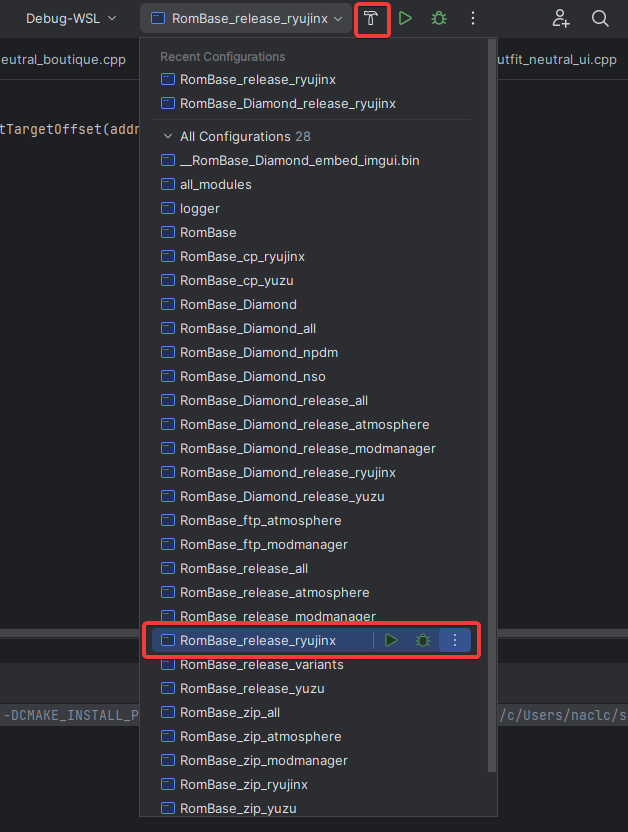 Debug-WSL
RomBase_release_ryujinx
eutral_boutique.cpp
utfit_neutral_ui.cpp
Recent Configurations
RomBase_release_ryujinx
RomBase_Diamond_release_ryujinx
tTargetOffset(addr
All Configurations 28
__RomBase_Diamond_embed_imgui.bin
all_modules
logger
RomBase
RomBase_cp_ryujinx
RomBase_cp_yuzu
RomBase_Diamond
RomBase_Diamond_all
RomBase_Diamond_npdm
RomBase_Diamond_nso
RomBase_Diamond_release_all
RomBase_Diamond_release_atmosphere
RomBase_Diamond_release_modmanager
RomBase_Diamond_release_ryujinx
RomBase_Diamond_release_yuzu
RomBase_ftp_atmosphere
RomBase_ftp_modmanager
RomBase_release_all
RomBase_release_atmosphere
RomBase_release_modmanager
RomBase_release_ryujinx
RomBase_release_variants
RomBase_release_yuzu
RomBase_zip_all
-DCMAKE_INSTALL_P
/c/Users/naclc/s
RomBase_zip_atmosphere
RomBase_zip_modmanager
RomBase_zip_ryujinx
RomBase_zip_yuzu